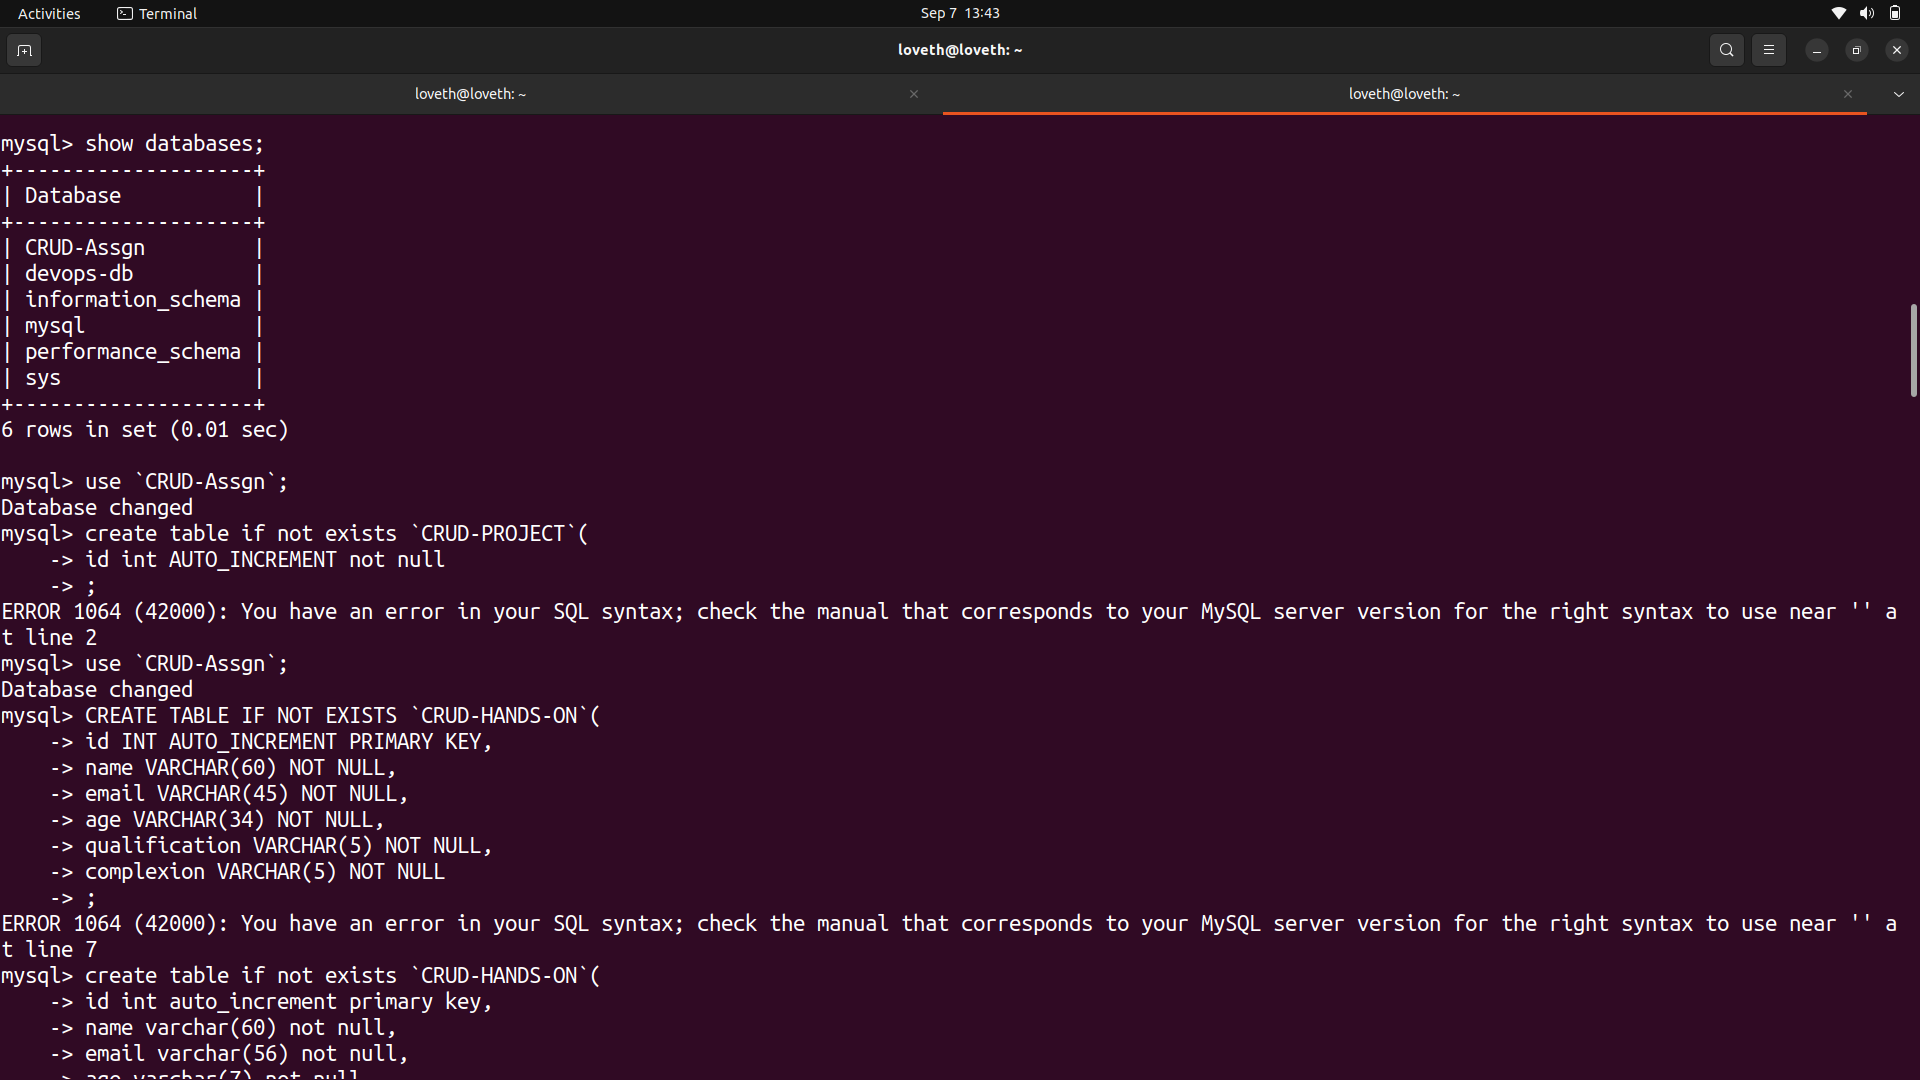 Activities
Terminal
Sep 7 13:43
loveth@loveth: ~
loveth@loveth: ~
loveth@loveth: ~
mysql> show databases;
+--------------------+
| Database           |
+--------------------+
| CRUD-Assgn         |
| devops-db          |
| information_schema |
| mysql              |
| performance_schema |
| sys                |
+--------------------+
6 rows in set (0.01 sec)
mysql> use `CRUD-Assgn`;
Database changed
mysql> create table if not exists `CRUD-PROJECT`(
    -> id int AUTO_INCREMENT not null
    -> ;
ERROR 1064 (42000): You have an error in your SQL syntax; check the manual that corresponds to your MySQL server version for the right syntax to use near '' a
t line 2
mysql> use `CRUD-Assgn`;
Database changed
mysql> CREATE TABLE IF NOT EXISTS `CRUD-HANDS-ON`(
    -> id INT AUTO_INCREMENT PRIMARY KEY,
    -> name VARCHAR(60) NOT NULL,
    -> email VARCHAR(45) NOT NULL,
    -> age VARCHAR(34) NOT NULL,
    -> qualification VARCHAR(5) NOT NULL,
    -> complexion VARCHAR(5) NOT NULL
    -> ;
ERROR 1064 (42000): You have an error in your SQL syntax; check the manual that corresponds to your MySQL server version for the right syntax to use near '' a
t line 7
mysql> create table if not exists `CRUD-HANDS-ON`(
    -> id int auto_increment primary key,
    -> name varchar(60) not null,
    -> email varchar(56) not null,
    -> age varchar(7) not null